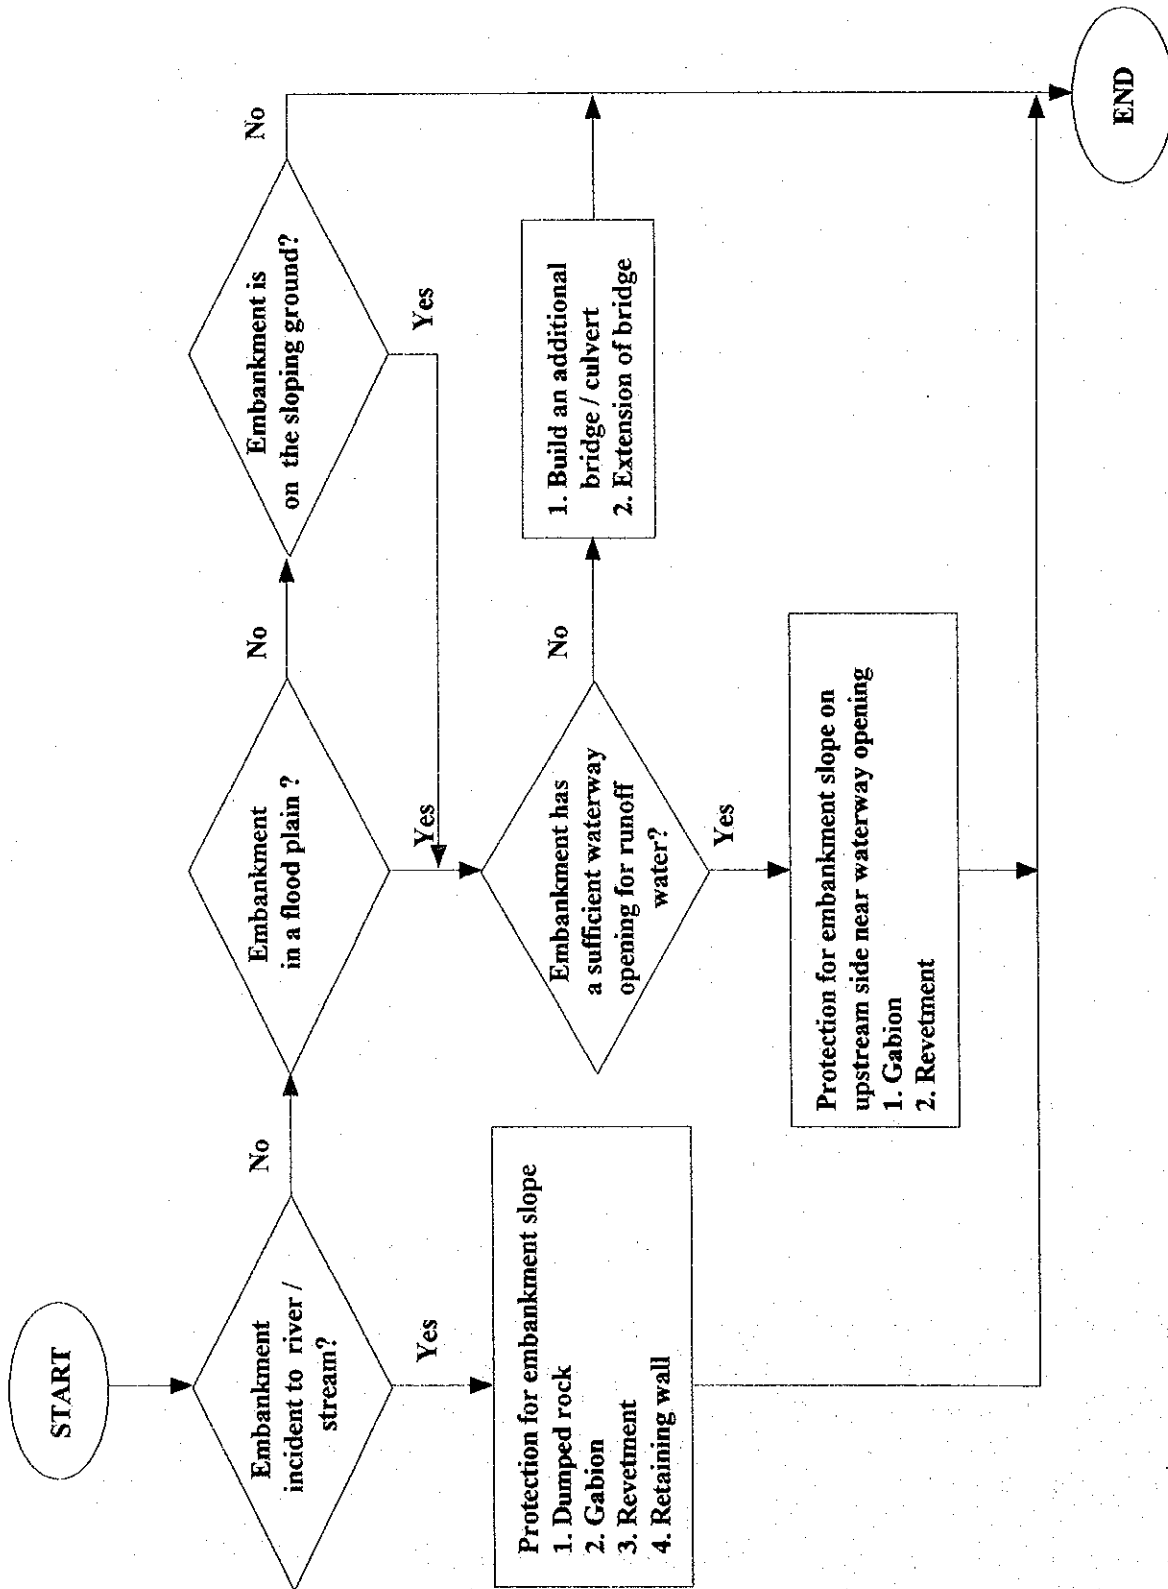 START
Embankment
incident to river /
stream?
No
Yes
Embankment
in a flood plain ?
No
Yes
Embankment is
on the sloping ground?
No
Yes
Protection for embankment slope
1. Dumped rock
2. Gabion
3. Revetment
4. Retaining wall
Embankment has
a sufficient waterway
opening for runoff
water?
No
Yes
1. Build an additional
bridge / culvert
2. Extension of bridge
Protection for embankment slope on
upstream side near waterway opening
1. Gabion
2. Revetment
END